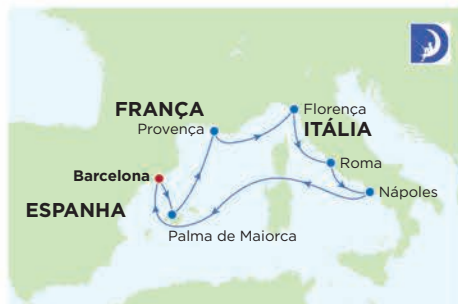 FRANÇA
Provença
Florença
ITÁLIA
Roma
Barcelona
Nápoles
ESPANHA
Palma de Maiorca